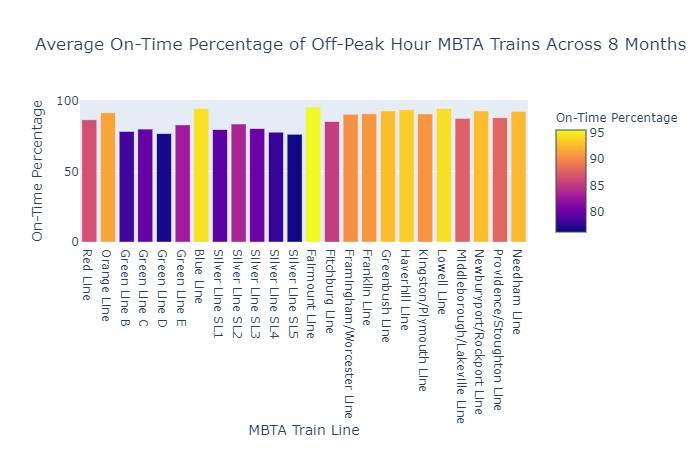 Average On-Time Percentage of Off-Peak Hour MBTA Trains Across 8 Months
On-Time Percentage
100
50
0
Red Line
Orange Line
Green Line B
Green Line C
Green Line D
Green Line E
Blue Line
Silver Line SL1
Silver Line SL2
Silver Line SL3
Silver Line SL4
Silver Line SL5
Fairmount Line
Fitchburg Line
Framingham/Worcester Line
Franklin Line
Greenbush Line
Haverhill Line
Kingston/Plymouth Line
Lowell Line
Middleborough/Lakeville Line
Newburyport/Rockport Line
Providence/Stoughton Line
Needham Line
MBTA Train Line
On-Time Percentage
95
90
85
80